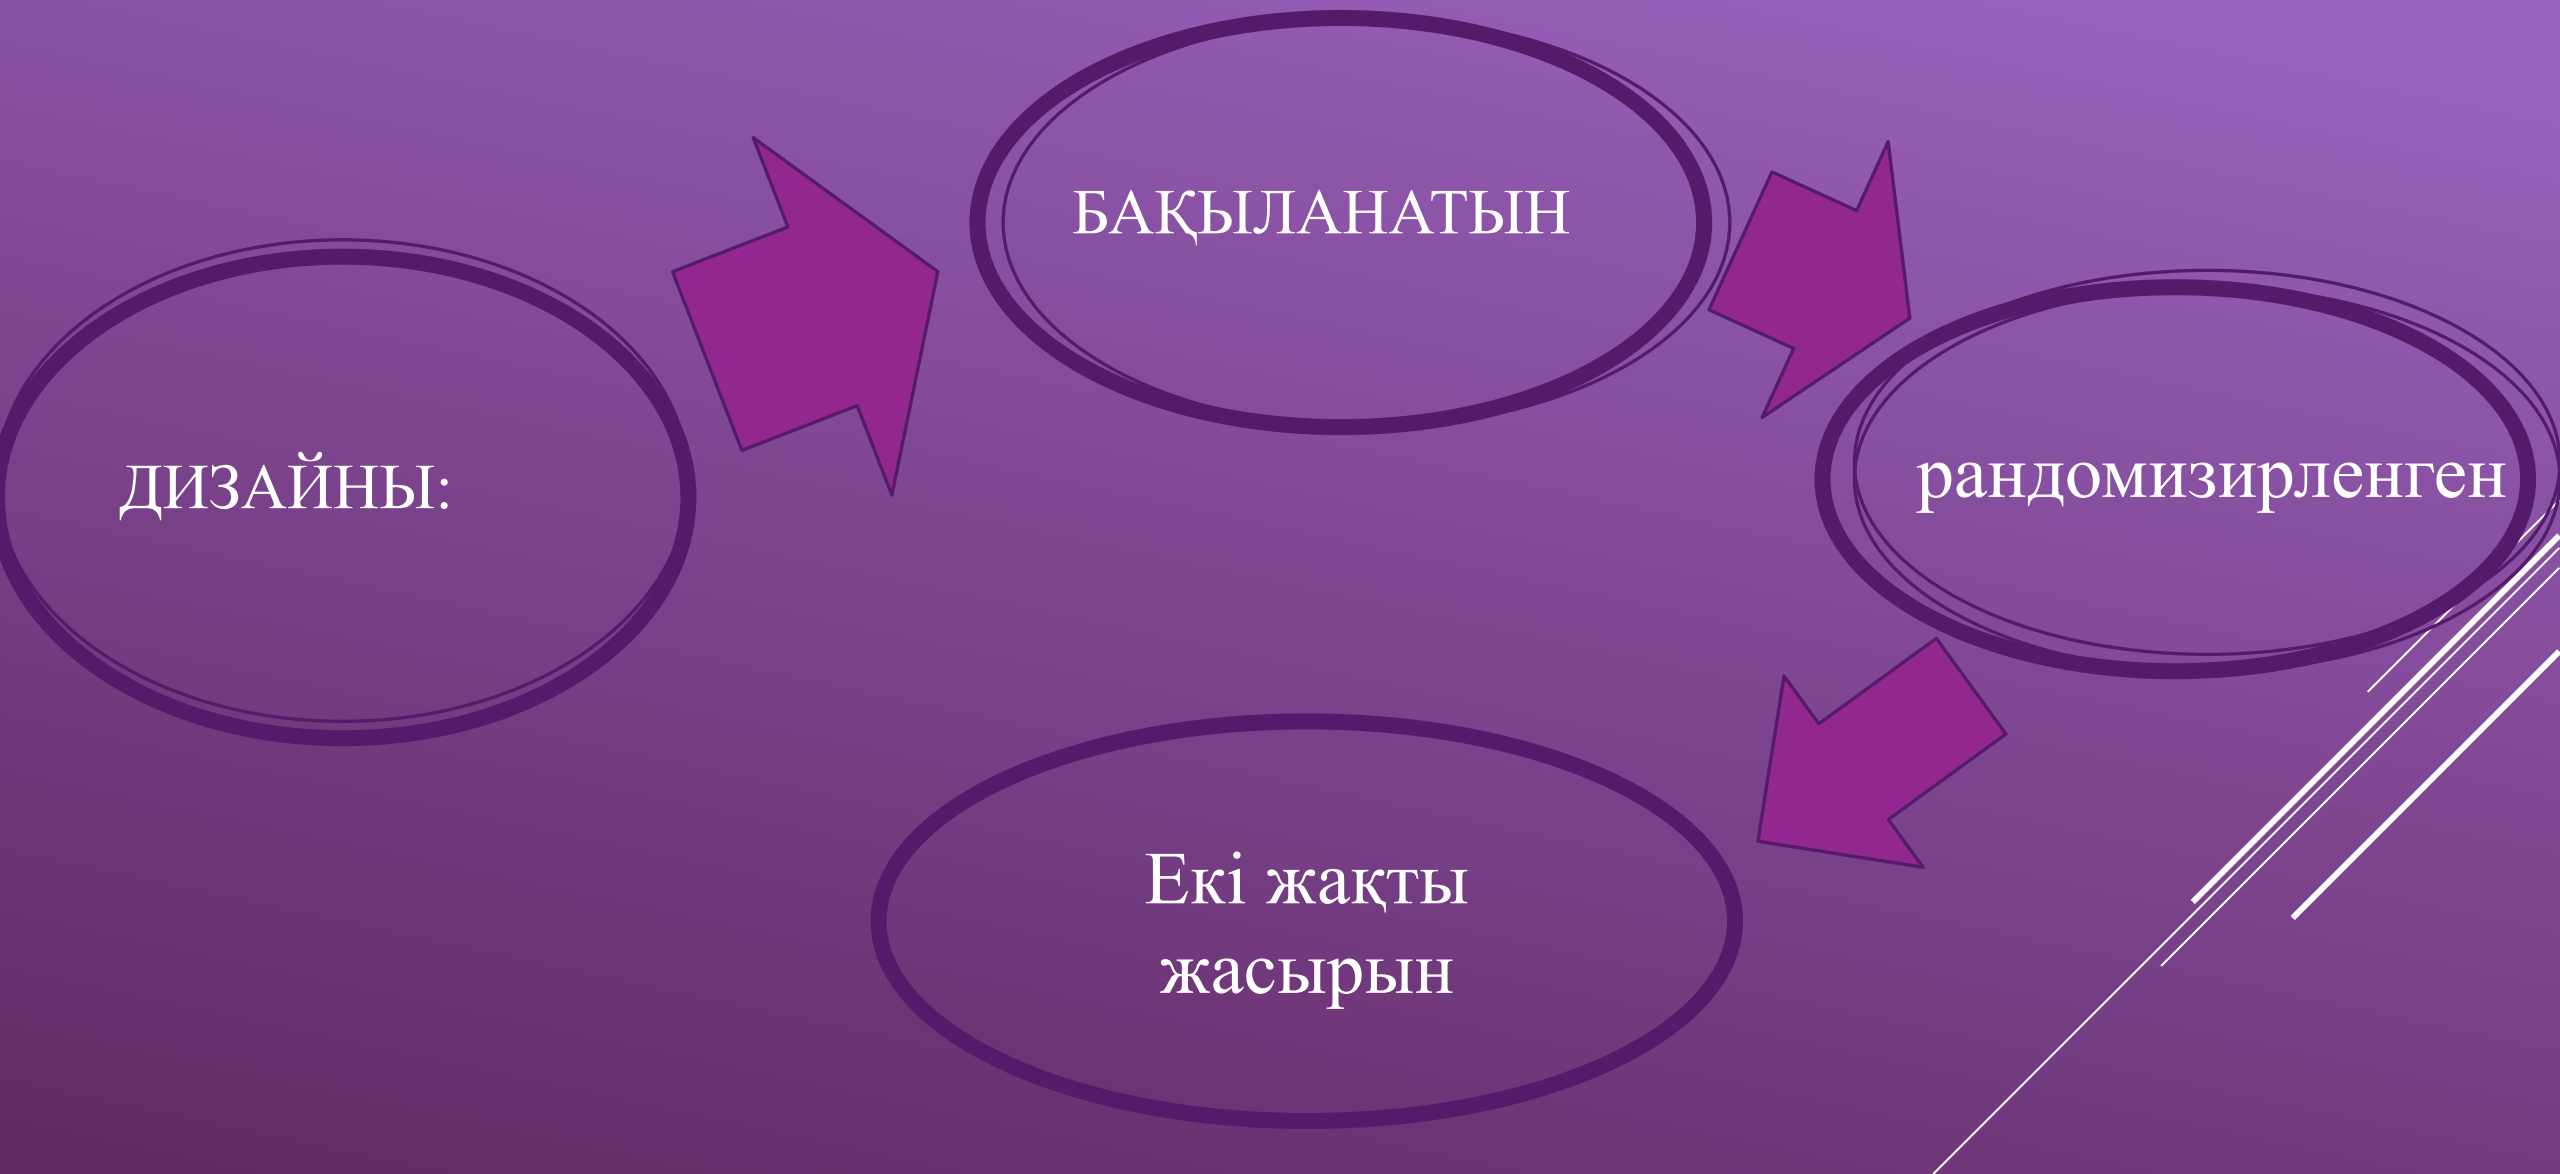 ДИЗАЙНЫ:
БАҚЫЛАНАТЫН
рандомизирленген
Екі жақты
жасырын